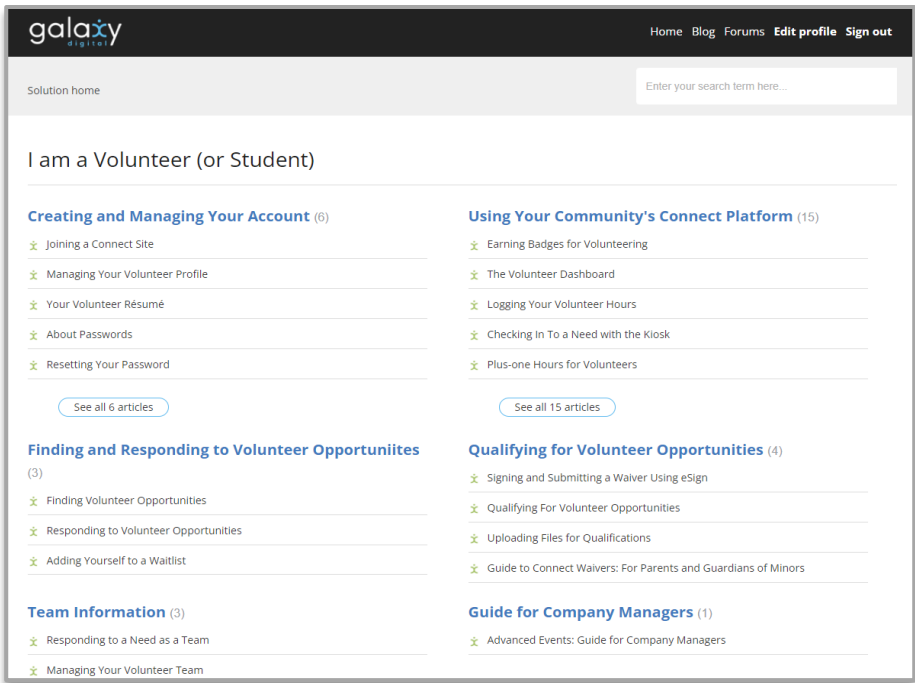 galaxy
digital
Home Blog Forums Edit profile Sign out
Solution home
Enter your search term here...
I am a Volunteer (or Student)
Creating and Managing Your Account (6)
Joining a Connect Site
Managing Your Volunteer Profile
Your Volunteer Résumé
About Passwords
Resetting Your Password
See all 6 articles
Using Your Community's Connect Platform (15)
Earning Badges for Volunteering
The Volunteer Dashboard
Logging Your Volunteer Hours
Checking In To a Need with the Kiosk
Plus-one Hours for Volunteers
See all 15 articles
Finding and Responding to Volunteer Opportuniites
(3)
Finding Volunteer Opportunities
Responding to Volunteer Opportunities
Adding Yourself to a Waitlist
Qualifying for Volunteer Opportunities (4)
Signing and Submitting a Waiver Using eSign
Qualifying For Volunteer Opportunities
Uploading Files for Qualifications
Guide to Connect Waivers: For Parents and Guardians of Minors
Team Information (3)
Responding to a Need as a Team
Managing Your Volunteer Team
Guide for Company Managers (1)
Advanced Events: Guide for Company Managers